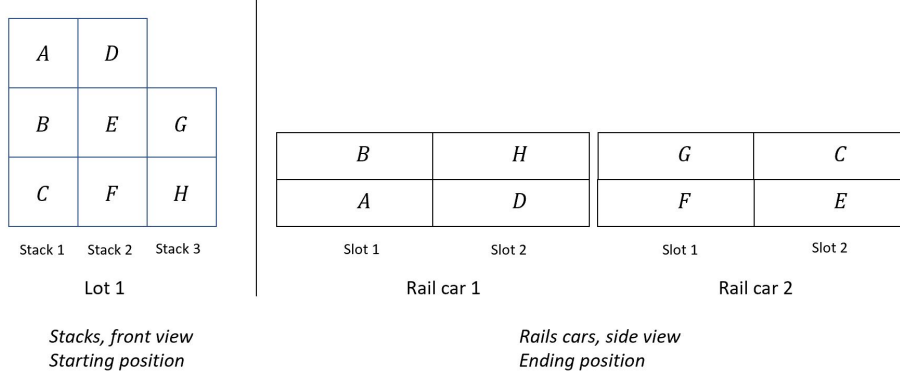 A D
B E G
C F H
Stack 1 Stack 2 Stack 3
Lot 1
Stacks, front view
Starting position
B H G C
A D F E
Slot 1 Slot 2 Slot 1 Slot 2
Rail car 1 Rail car 2
Rails cars, side view
Ending position